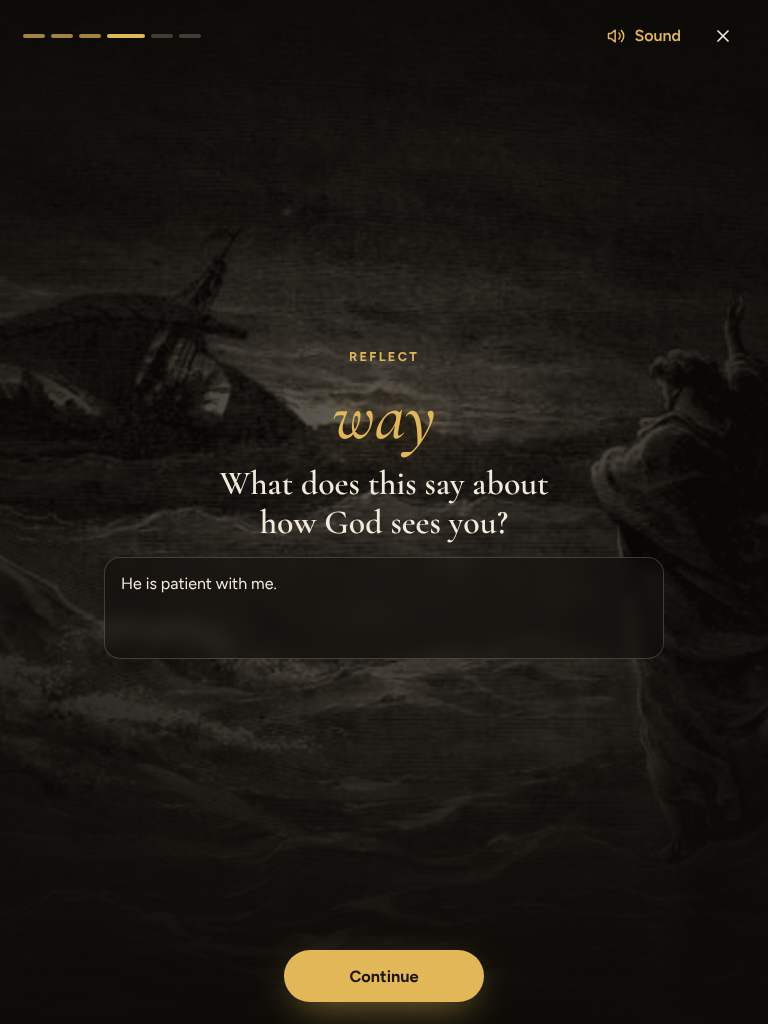 Sound
REFLECT
way
What does this say about
how God sees you?
He is patient with me.
Continue